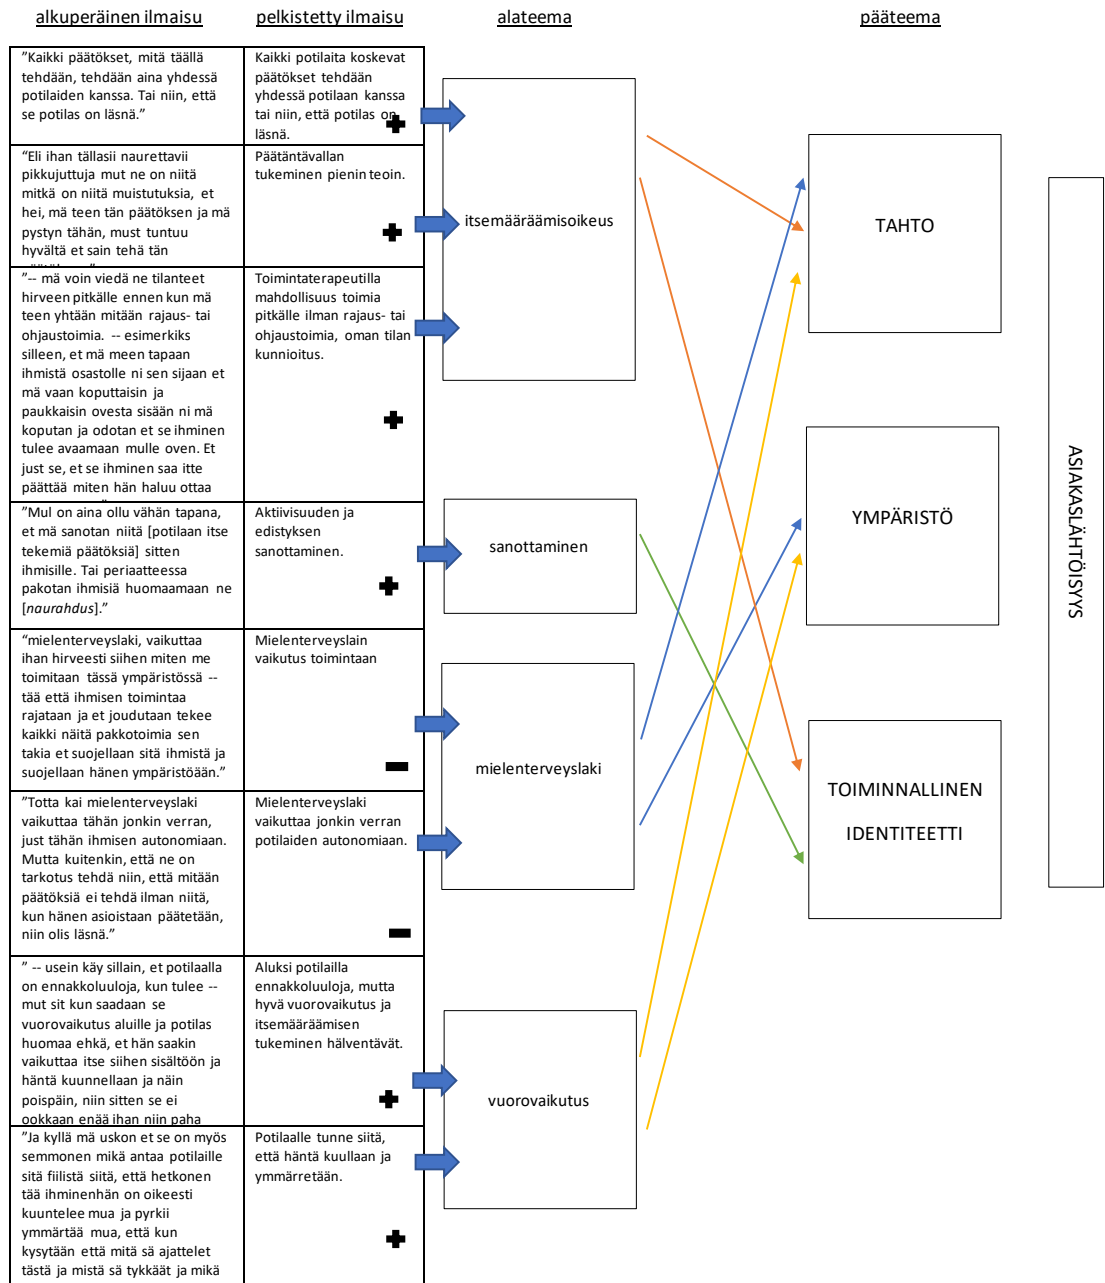 alkuperäinen ilmaisu
pelkistetty ilmaisu
alateema
pääteema
”Kaikki päätökset, mitä täällä
tehdään, tehdään aina yhdessä
potilaiden kanssa. Tai niin, että
se potilas on läsnä.”
Kaikki potilaita koskevat
päätökset tehdään
yhdessä potilaan kanssa
tai niin, että potilas on
läsnä.
“Eli ihan tällasii naurettavii
pikkujuttuja mut ne on niitä
mitkä on niitä muistutuksia, et
hei, mä teen tän päätöksen ja mä
pystyn tähän, must tuntuu
hyvältä et sain tehä tän
Päätäntävallan
tukeminen pienin teoin.
”-- mä voin viedä ne tilanteet
hirveen pitkälle ennen kun mä
teen yhtään mitään rajaus- tai
ohjaustoimia. -- esimerkiks
silleen, et mä meen tapaan
ihmistä osastolle ni sen sijaan et
mä vaan koputtaisin ja
paukkaisin ovesta sisään ni mä
koputan ja odotan et se ihminen
tulee avaamaan mulle oven. Et
just se, et se ihminen saa itte
päättää miten hän haluu ottaa
Toimintaterapeutilla
mahdollisuus toimia
pitkälle ilman rajaus- tai
ohjaustoimia, oman tilan
kunnioitus.
”Mul on aina ollu vähän tapana,
et mä sanotan niitä [potilaan itse
tekemiä päätöksiä] sitten
ihmisille. Tai periaatteessa
pakotan ihmisiä huomaamaan ne
[naurahdus].”
Aktiivisuuden ja
edistyksen
sanottaminen.
“mielenterveyslaki, vaikuttaa
ihan hirveesti siihen miten me
toimitaan tässä ympäristössä --
tää että ihmisen toimintaa
rajataan ja et joudutaan tekee
kaikki näitä pakkotoimia sen
takia et suojellaan sitä ihmistä ja
suojellaan hänen ympäristöään.”
Mielenterveyslain
vaikutus toimintaan
”Totta kai mielenterveyslaki
vaikuttaa tähän jonkin verran,
just tähän ihmisen autonomiaan.
Mutta kuitenkin, että ne on
tarkotus tehdä niin, että mitään
päätöksiä ei tehdä ilman niitä,
kun hänen asioistaan päätetään,
niin olis läsnä.”
Mielenterveyslaki
vaikuttaa jonkin verran
potilaiden autonomiaan.
” -- usein käy sillain, et potilaalla
on ennakkoluuloja, kun tulee --
mut sit kun saadaan se
vuorovaikutus aluille ja potilas
huomaa ehkä, et hän saakin
vaikuttaa itse siihen sisältöön ja
häntä kuunnellaan ja näin
poispäin, niin sitten se ei
ookkaan enää ihan niin paha
Aluksi potilailla
ennakkoluuloja, mutta
hyvä vuorovaikutus ja
itsemääräämisen
tukeminen hälventävät.
”Ja kyllä mä uskon et se on myös
semmonen mikä antaa potilaille
sitä fiilistä siitä, että hetkonen
tää ihminenhän on oikeesti
kuuntelee mua ja pyrkii
ymmärtää mua, että kun
kysytään että mitä sä ajattelet
tästä ja mistä sä tykkäät ja mikä
Potilaalle tunne siitä,
että häntä kuullaan ja
ymmärretään.
itsemääräämisoikeus
sanottaminen
mielenterveyslaki
vuorovaikutus
TAHTO
YMPÄRISTÖ
TOIMINNALLINEN
IDENTITEETTI
ASIAKASLÄHTÖISYYS